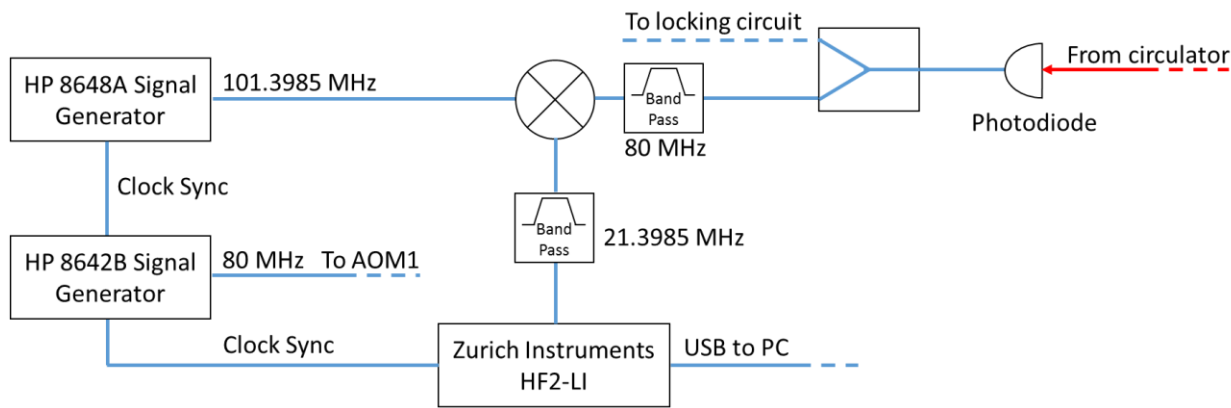 To locking circuit
From circulator
HP 8648A Signal
Generator
101.3985 MHz
Band
Pass
80 MHz
Photodiode
Clock Sync
Band
Pass
21.3985 MHz
HP 8642B Signal
Generator
80 MHz To AOM1
Clock Sync
Zurich Instruments
HF2-LI
USB to PC